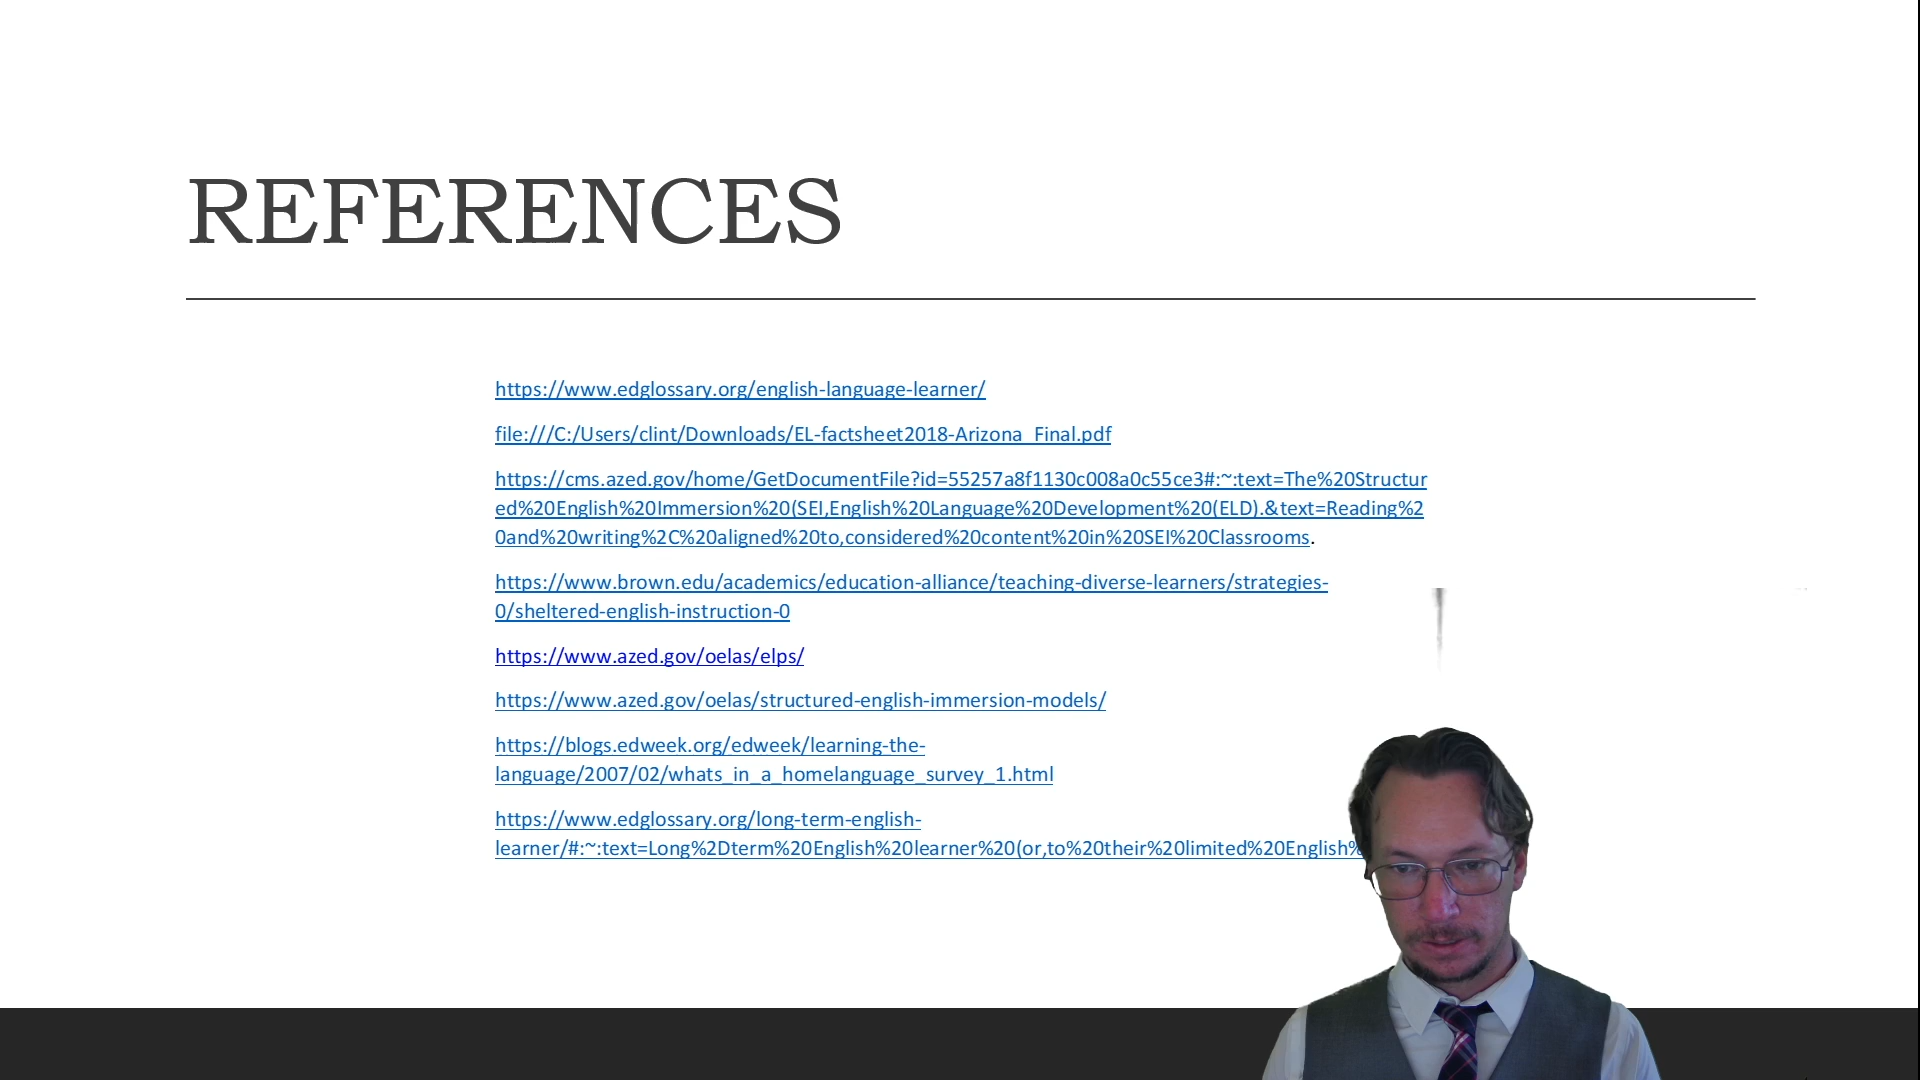 REFERENCES
https://www.edglossary.org/english-language-learner/
file:///C:/Users/clint/Downloads/EL-factsheet2018-Arizona_Final.pdf
https://cms.azed.gov/home/GetDocumentFile?id=55257a8f1130c008a0c55ce3#:~:text=The%20Structur
ed%20English%20Immersion%20(SEI,English%20Language%20Development%20(ELD).&text=Reading%2
0and%20writing%2C%20aligned%20to,considered%20content%20in%20SEI%20Classrooms.
https://www.brown.edu/academics/education-alliance/teaching-diverse-learners/strategies-
0/sheltered-english-instruction-0
https://www.azed.gov/oelas/elps/
https://www.azed.gov/oelas/structured-english-immersion-models/
https://blogs.edweek.org/edweek/learning-the-
language/2007/02/whats_in_a_homelanguage_survey_1.html
https://www.edglossary.org/long-term-english-
learner/#:~:text=Long%2Dterm%20English%20learner%20(or,to%20their%20limited%20English%